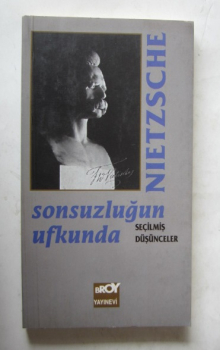 NIETZSCHE
sonsuzluğun
ufkunda
SEÇİLMİŞ
DÜŞÜNCELER
BROY
YAYINEVİ